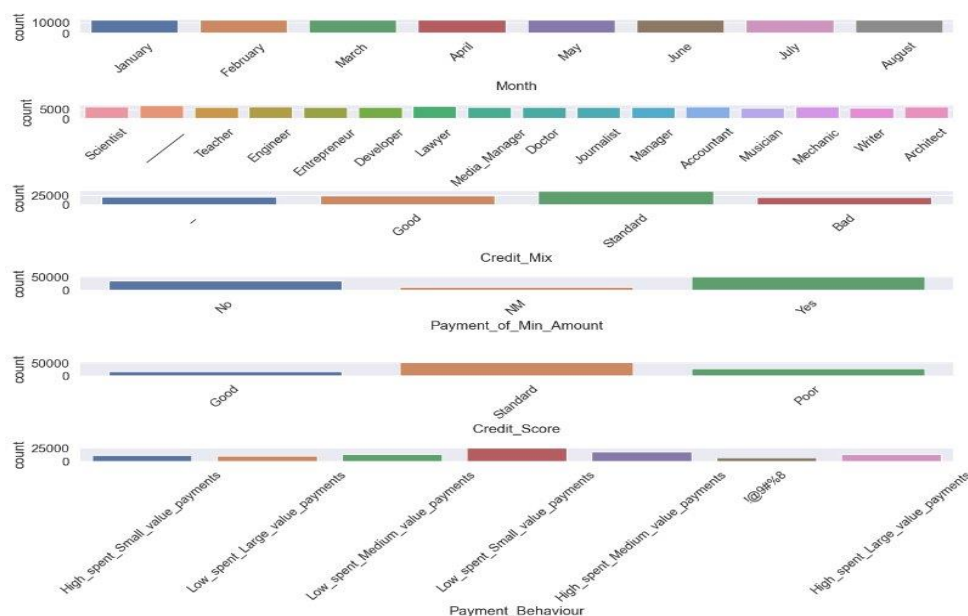 count
10000
0
January
February
March
April
May
June
July
August
Month
count
5000
0
Scientist
_______
Teacher
Engineer
Entrepreneur
Developer
Lawyer
Media_Manager
Doctor
Journalist
Manager
Accountant
Musician
Mechanic
Writer
Architect
count
25000
0
_
Good
Standard
Bad
Credit_Mix
count
50000
0
No
NM
Yes
Payment_of_Min_Amount
count
50000
0
Good
Standard
Poor
Credit_Score
count
25000
0
High_spent_Small_value_payments
Low_spent_Large_value_payments
Low_spent_Medium_value_payments
Low_spent_Small_value_payments
High_spent_Medium_value_payments
!@9#%8
High_spent_Large_value_payments
Payment_Behaviour